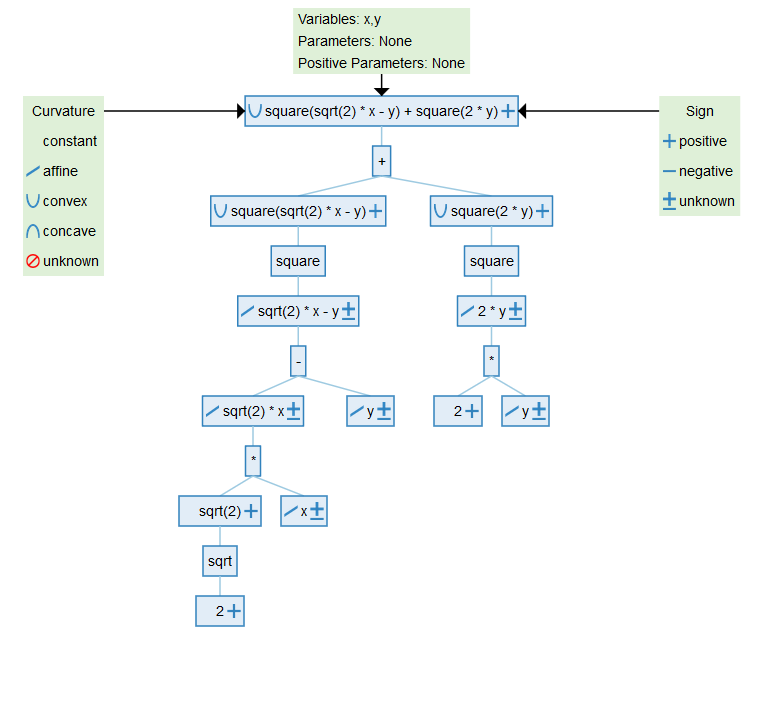 Variables: x,y
Parameters: None
Positive Parameters: None
Curvature
constant
affine
convex
concave
unknown
square(sqrt(2) * x - y) + square(2 * y)
Sign
positive
negative
unknown
+
square(sqrt(2) * x - y)
square(2 * y)
square
square
sqrt(2) * x - y
2 * y
-
*
sqrt(2) * x
y
2
y
*
sqrt(2)
x
sqrt
2